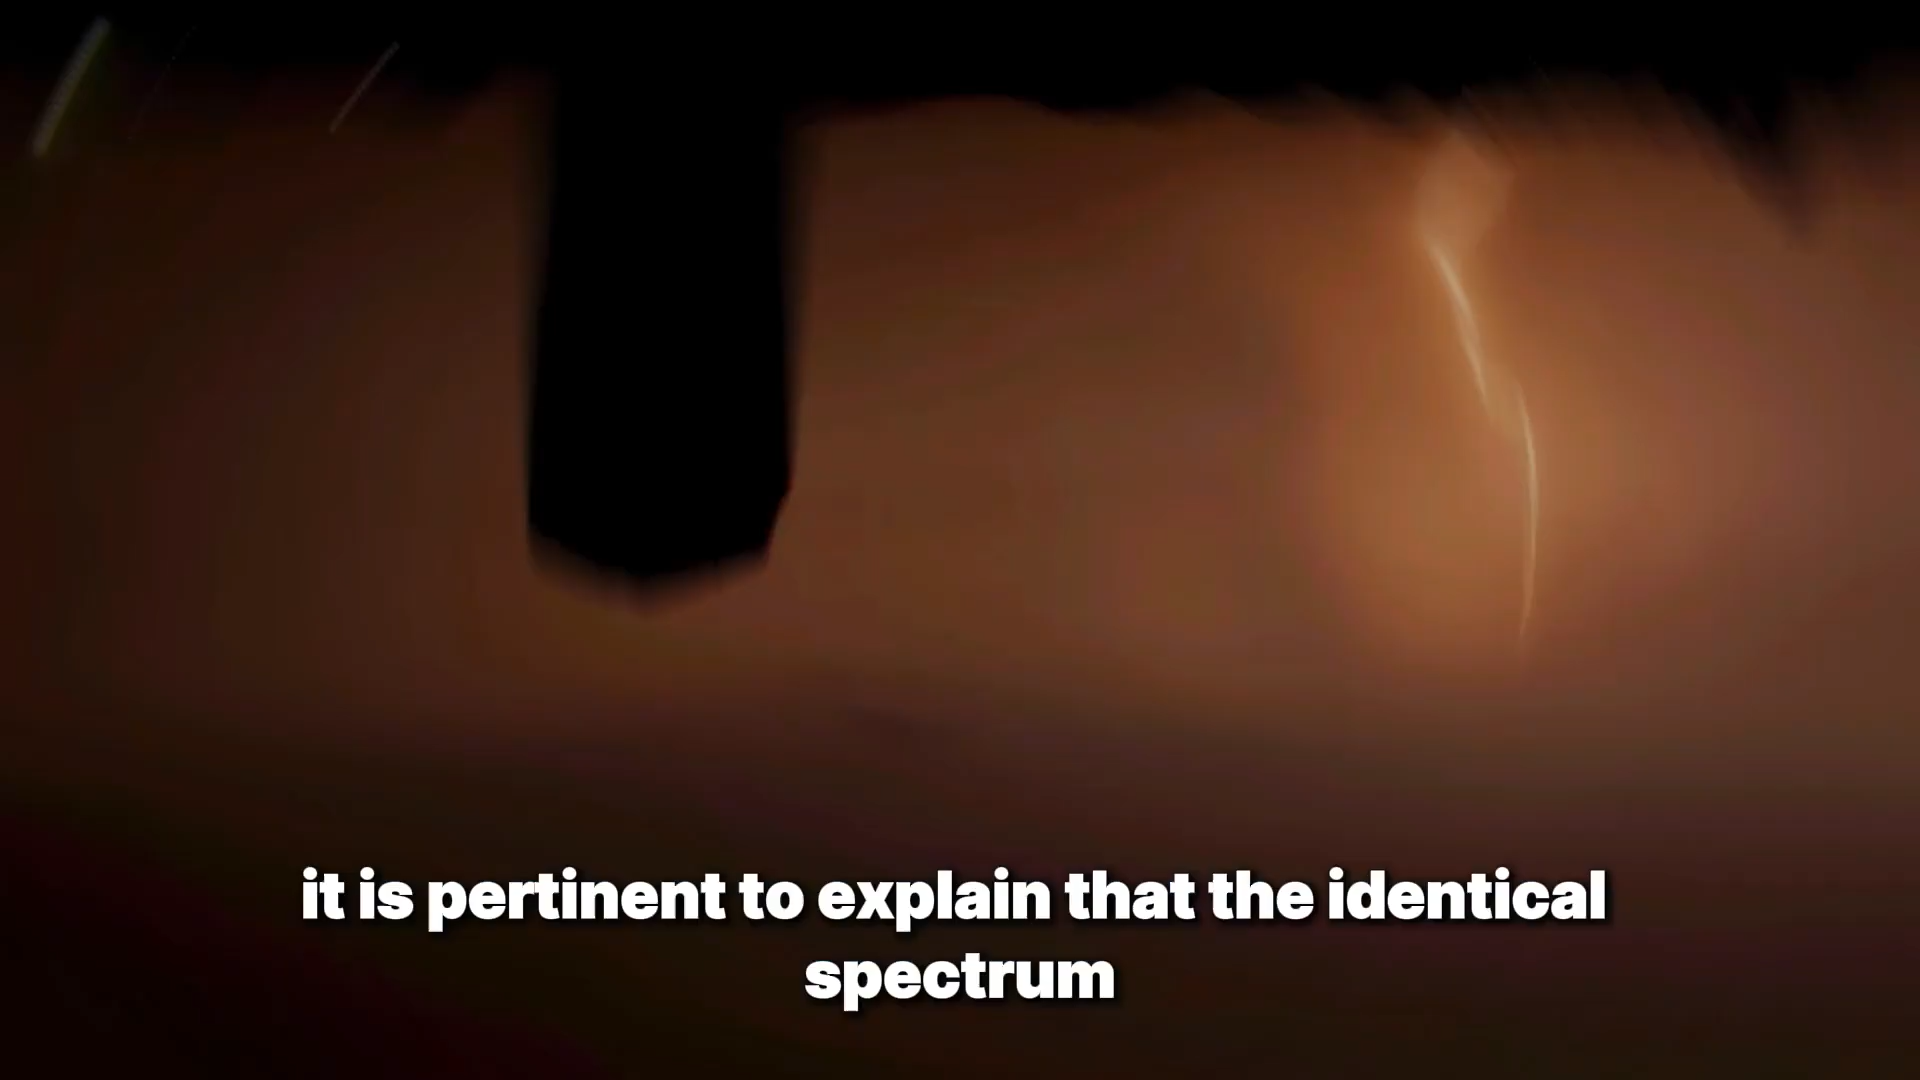 it is pertinent to explain that the identical
spectrum